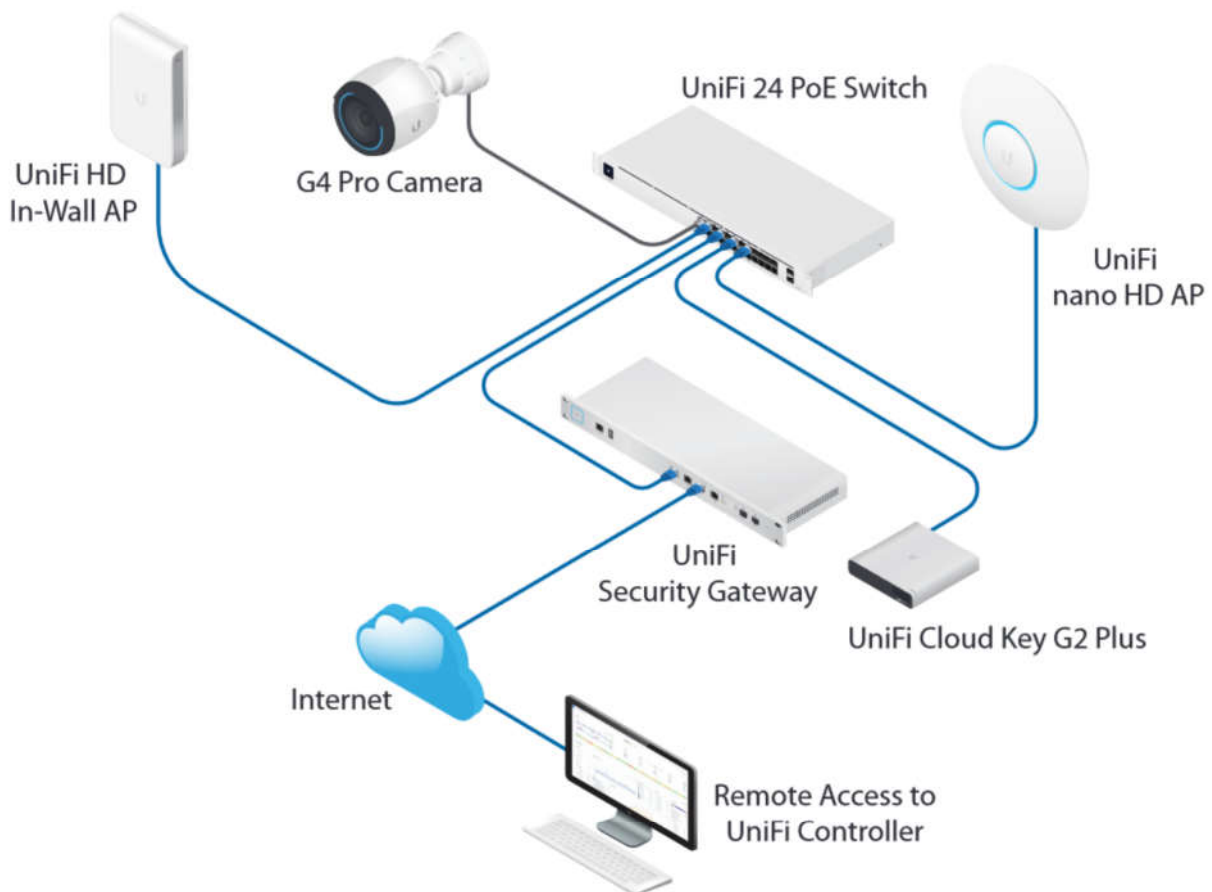 UniFi 24 PoE Switch
UniFi HD
In-Wall AP
G4 Pro Camera
UniFi
nano HD AP
UniFi
Security Gateway
UniFi Cloud Key G2 Plus
Internet
Remote Access to
UniFi Controller